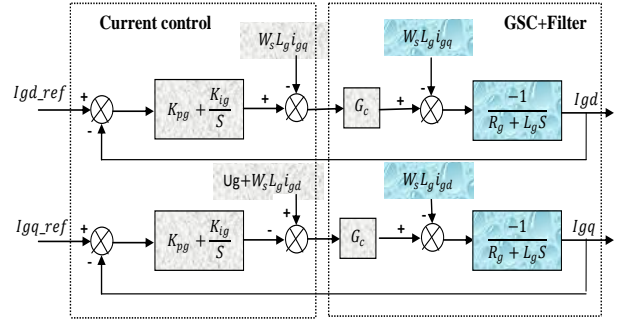 Current control
GSC+Filter
WsLgigq
WsLgigq
Igd_ref
+
-
Kpg + Kig/S
+
-
Gc
+
-
-1/(Rg + LgS)
Igd
Ug+WsLgigd
WsLgigd
Igq_ref
+
-
Kpg + Kig/S
+
-
Gc
+
-
-1/(Rg + LgS)
Igq